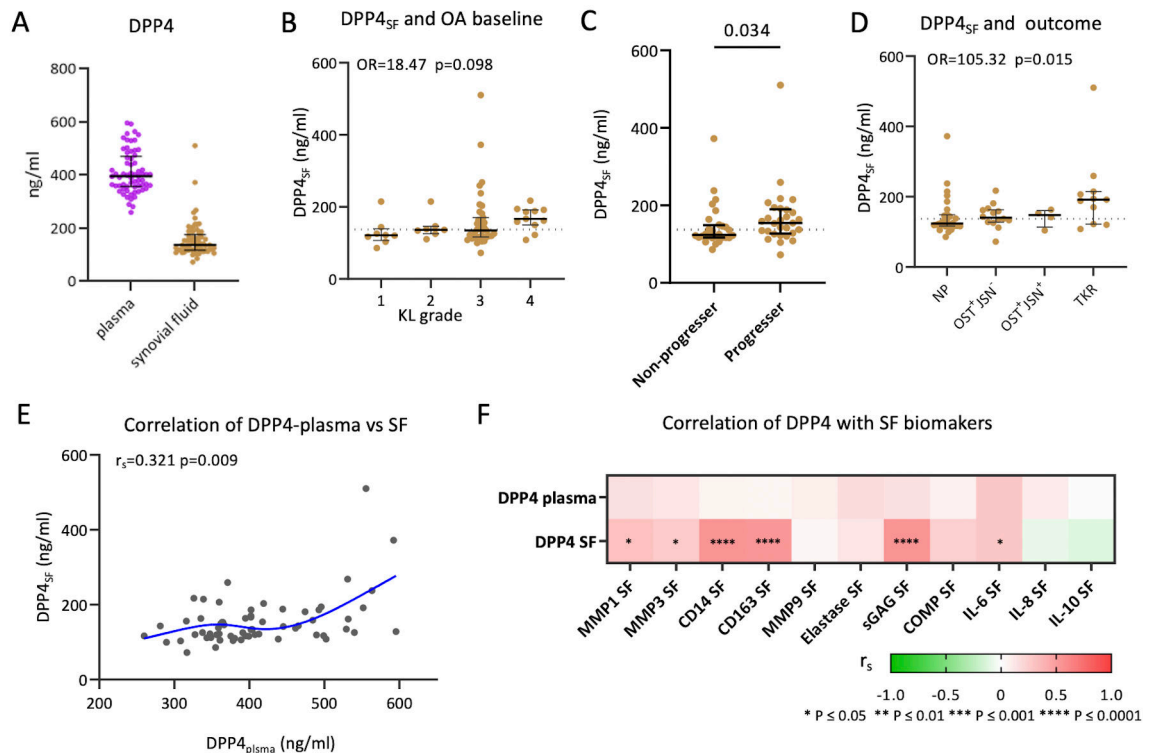 A
DPP4
800
600
400
200
0
ng/ml
plasma
synovial fluid
B
DPP4SF and OA baseline
OR=18.47 p=0.098
600
400
200
0
DPP4SF (ng/ml)
1 2 3 4
KL grade
C
0.034
600
400
200
0
DPP4SF (ng/ml)
Non-progresser
Progresser
D
DPP4SF and outcome
OR=105.32 p=0.015
600
400
200
0
DPP4SF (ng/ml)
NP
OST+ JSN-
OST+ JSN+
TKR
E
Correlation of DPP4-plasma vs SF
rs=0.321 p=0.009
600
400
200
0
DPP4SF (ng/ml)
200 300 400 500 600
DPP4plsma (ng/ml)
F
Correlation of DPP4 with SF biomakers
DPP4 plasma
DPP4 SF
* * **** **** **** *
MMP1 SF
MMP3 SF
CD14 SF
CD163 SF
MMP9 SF
Elastase SF
sGAG SF
COMP SF
IL-6 SF
IL-8 SF
IL-10 SF
rs
-1.0 -0.5 0 0.5 1.0
* P ≤ 0.05 ** P ≤ 0.01 *** P ≤ 0.001 **** P ≤ 0.0001